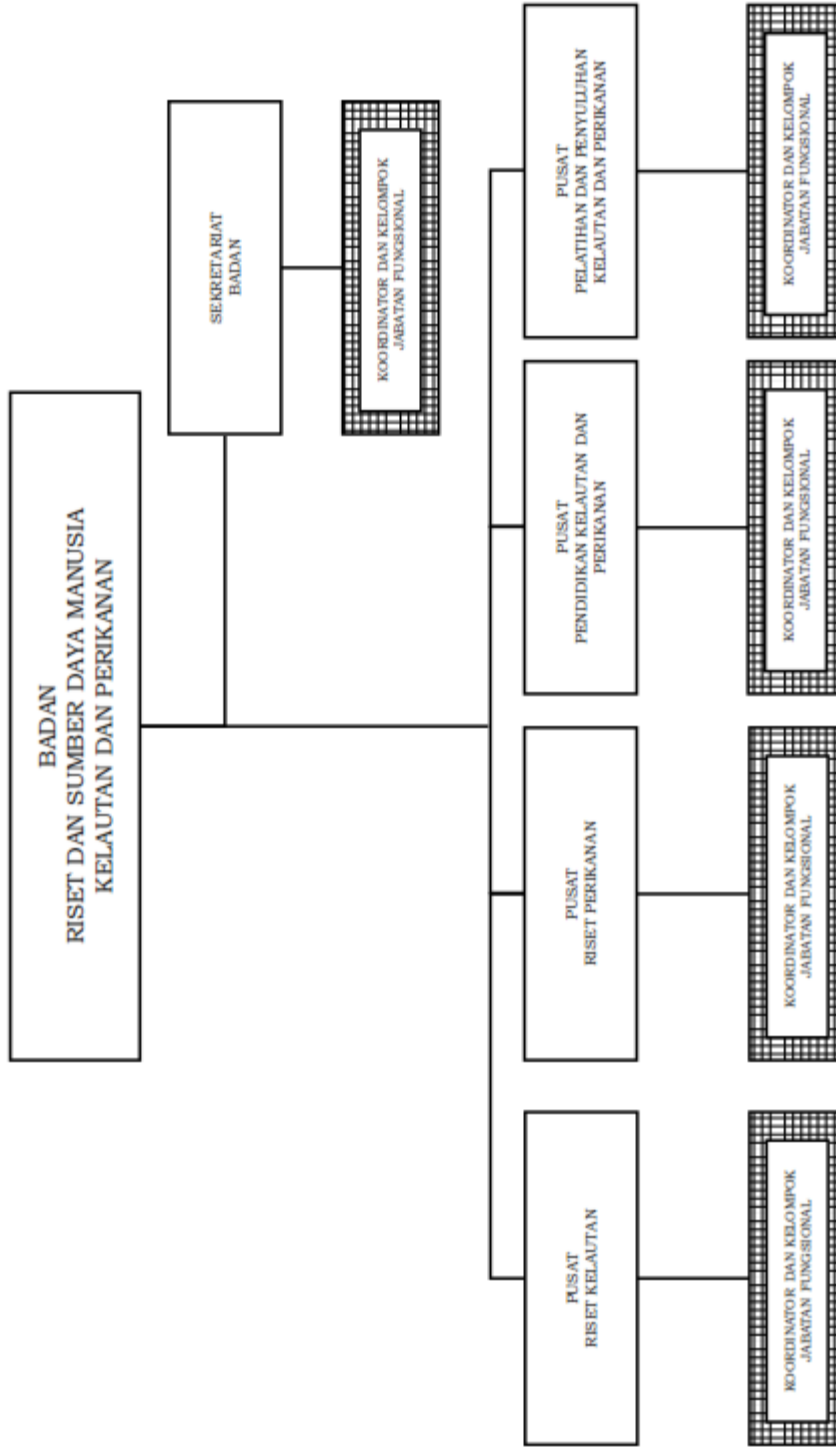 BADAN
RISET DAN SUMBER DAYA MANUSIA
KELAUTAN DAN PERIKANAN
SEKRETARIAT
BADAN
KOORDINATOR DAN KELOMPOK
JABATAN FUNGSIONAL
PUSAT
RISET KELAUTAN
PUSAT
RISET PERIKANAN
PUSAT
PENDIDIKAN KELAUTAN DAN
PERIKANAN
PUSAT
PELATIHAN DAN PENYULUHAN
KELAUTAN DAN PERIKANAN
KOORDINATOR DAN KELOMPOK
JABATAN FUNGSIONAL
KOORDINATOR DAN KELOMPOK
JABATAN FUNGSIONAL
KOORDINATOR DAN KELOMPOK
JABATAN FUNGSIONAL
KOORDINATOR DAN KELOMPOK
JABATAN FUNGSIONAL